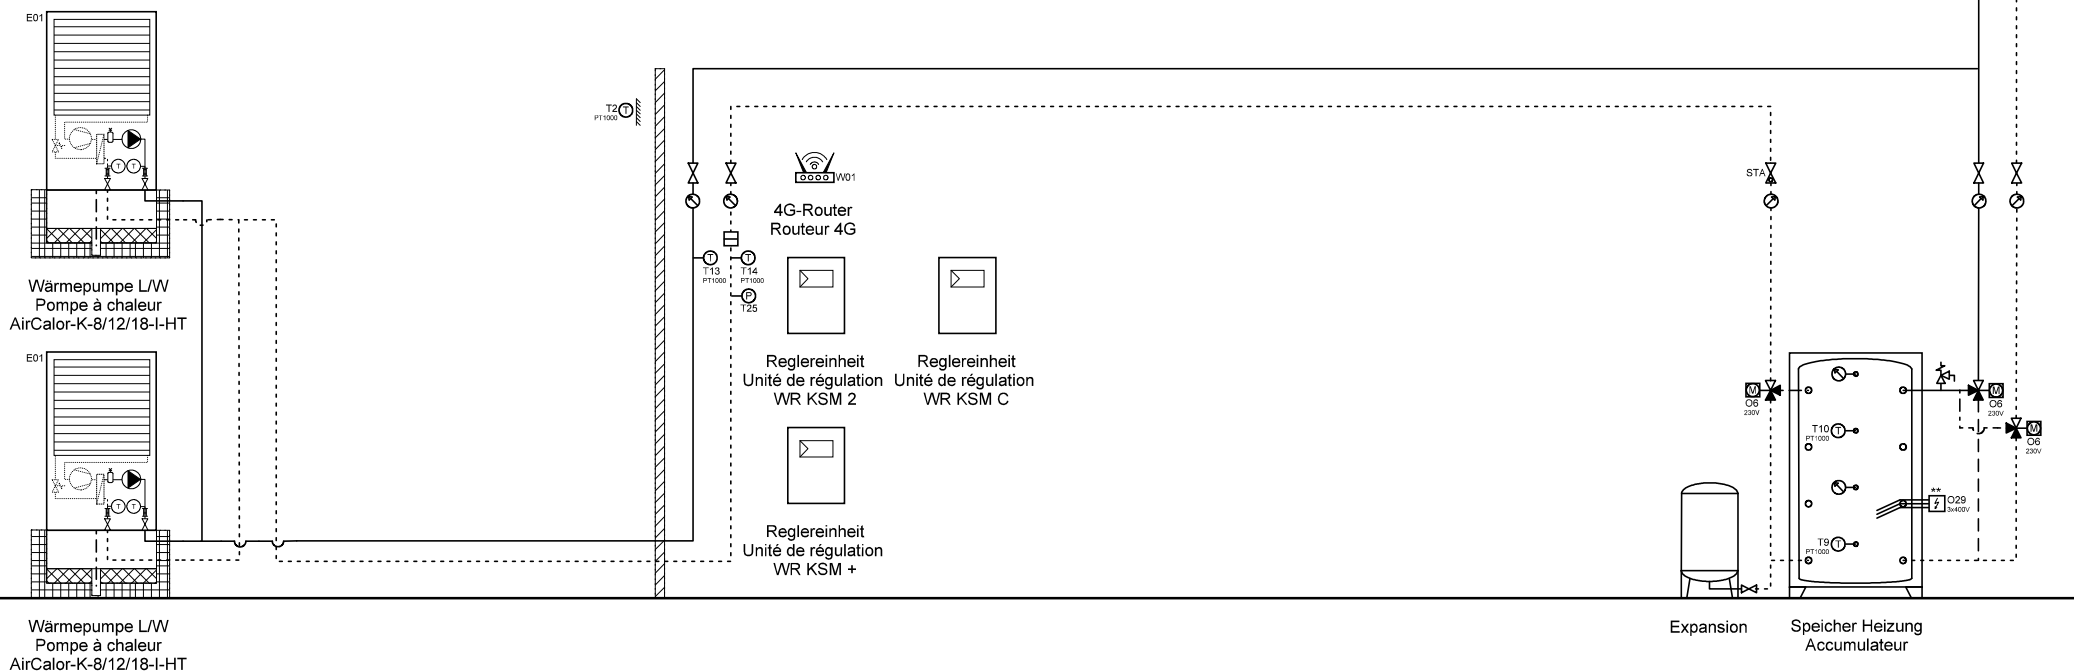 E01
Wärmepumpe L/W
Pompe à chaleur
AirCalor-K-8/12/18-I-HT
T
T
E01
T
T
Wärmepumpe L/W
Pompe à chaleur
AirCalor-K-8/12/18-I-HT
T2
T
PT1000
W01
4G-Router
Routeur 4G
T
T13
PT1000
T
T14
PT1000
P
T25
Reglereinheit
Unité de régulation
WR KSM 2
Reglereinheit
Unité de régulation
WR KSM C
Reglereinheit
Unité de régulation
WR KSM +
STA
M
O6
230V
M
O6
230V
M
O6
230V
T10
T
PT1000
**
O29
3x400V
T9
T
PT1000
Expansion
Speicher Heizung
Accumulateur